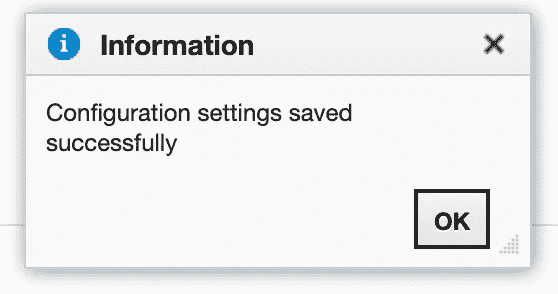 Information
Configuration settings saved
successfully
OK